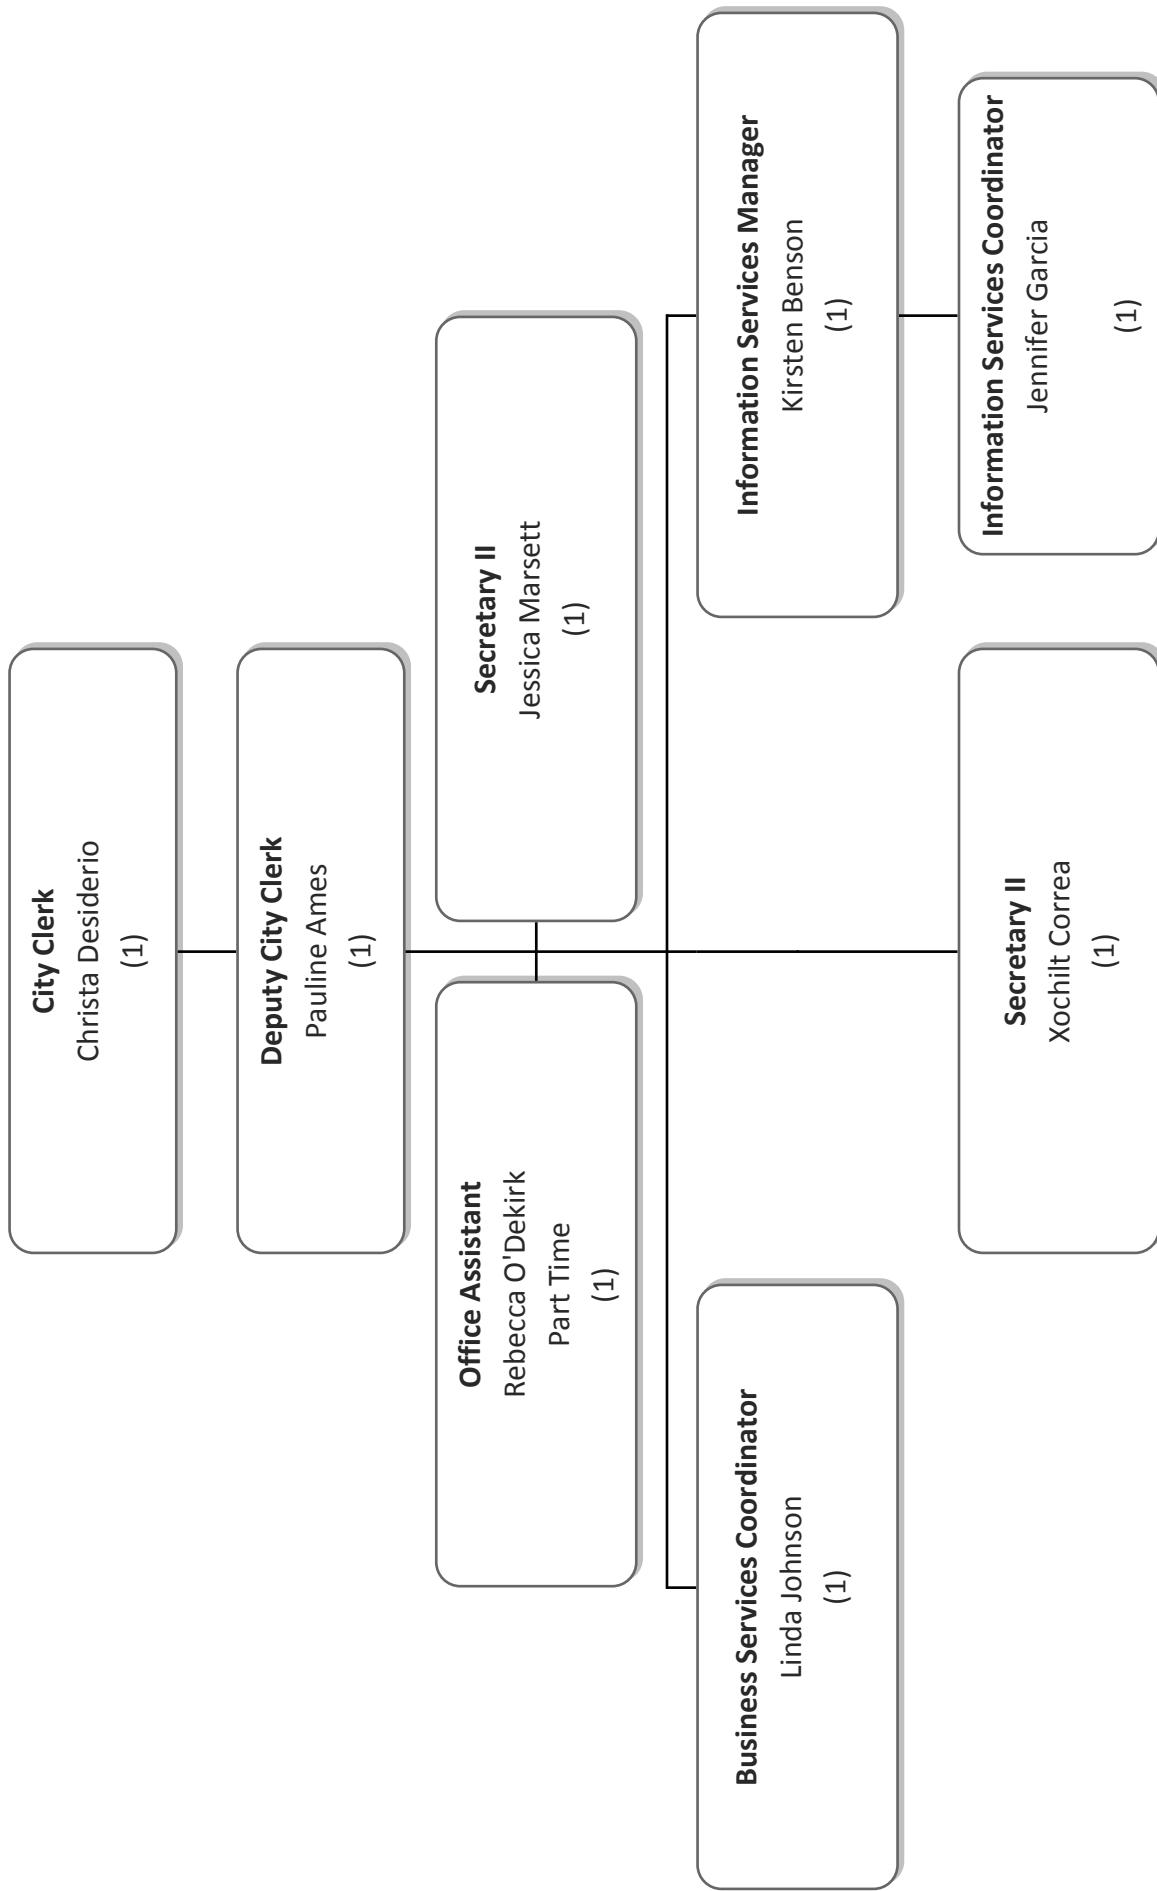 City Clerk
Christa Desiderio
(1)
Deputy City Clerk
Pauline Ames
(1)
Office Assistant
Rebecca O'Dekirk
Part Time
(1)
Secretary II
Jessica Marsett
(1)
Business Services Coordinator
Linda Johnson
(1)
Information Services Manager
Kirsten Benson
(1)
Secretary II
Xochilt Correa
(1)
Information Services Coordinator
Jennifer Garcia
(1)